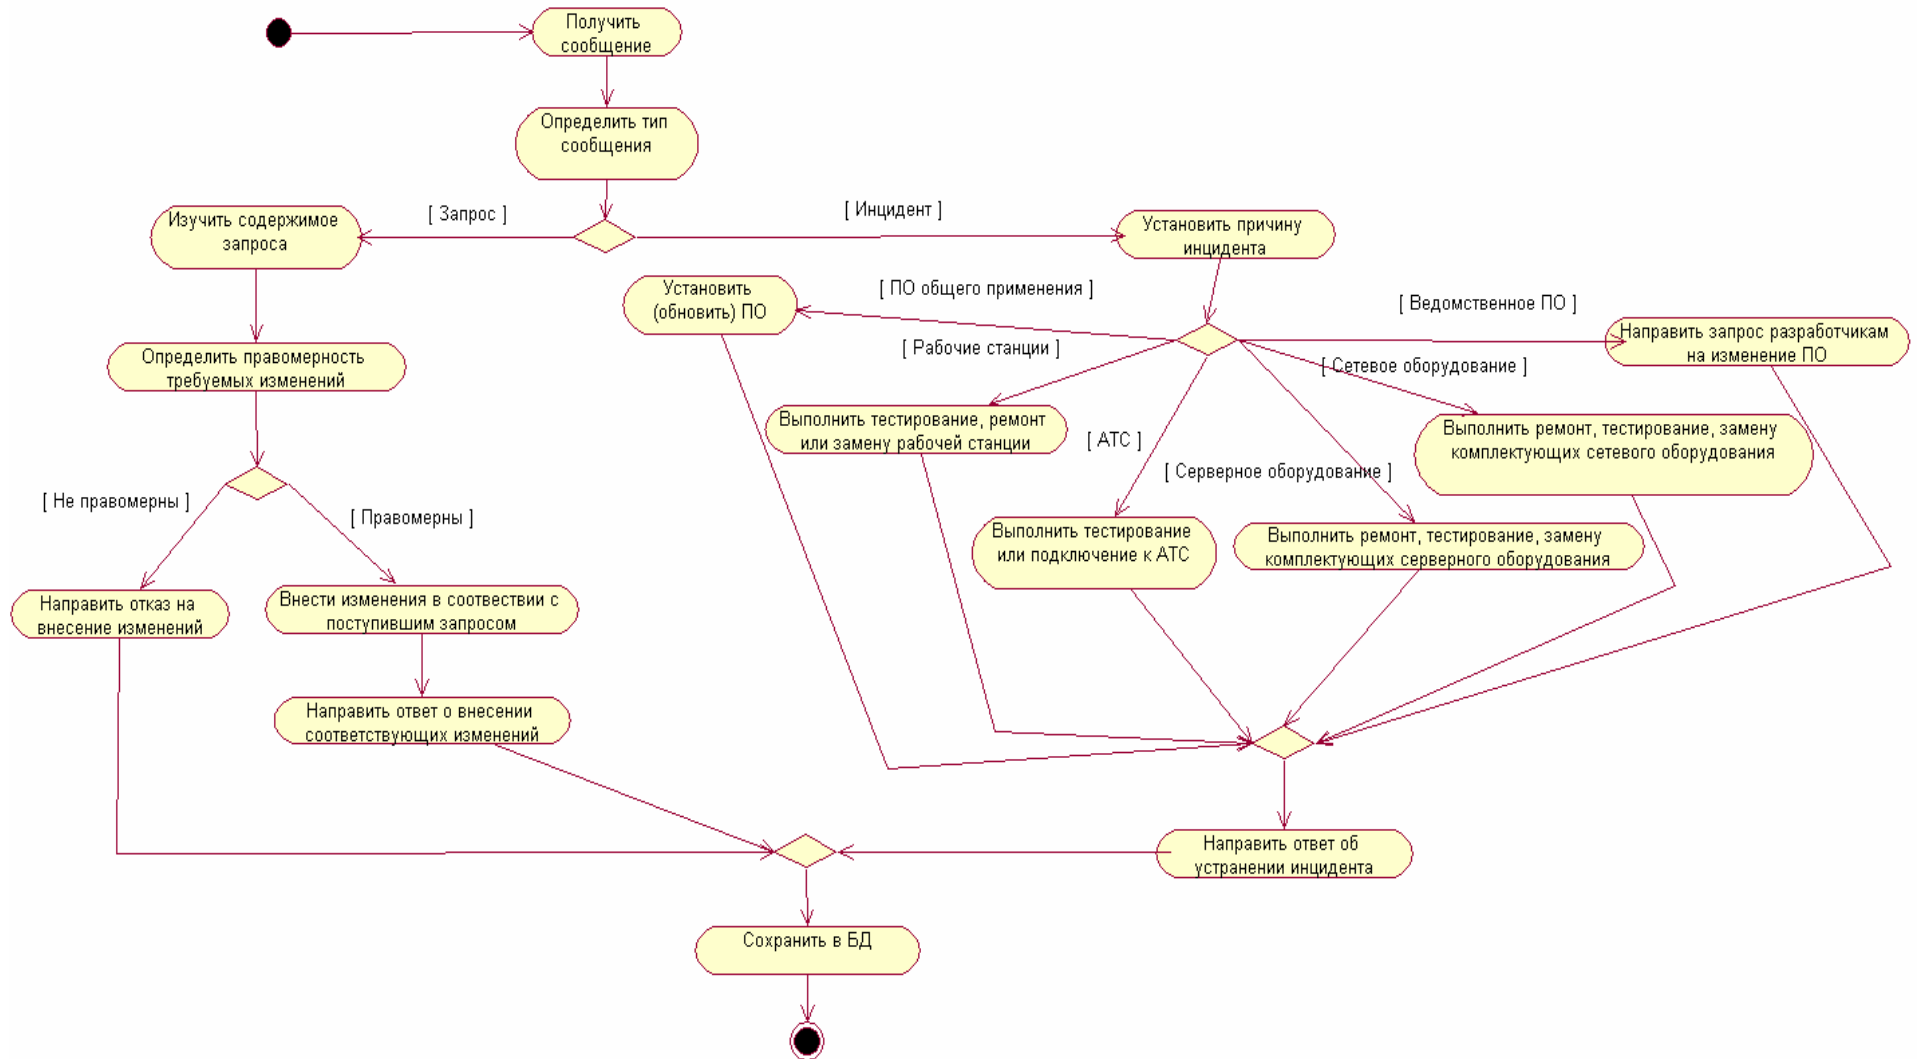 Получить
сообщение
Определить тип
сообщения
[ Запрос ]
[ Инцидент ]
Изучить содержимое
запроса
Установить причину
инцидента
Установить
(обновить) ПО
[ ПО общего применения ]
[ Ведомственное ПО ]
Направить запрос разработчикам
на изменение ПО
[ Рабочие станции ]
[ Сетевое оборудование ]
Определить правомерность
требуемых изменений
Выполнить тестирование, ремонт
или замену рабочей станции
[ АТС ]
Выполнить ремонт, тестирование, замену
комплектующих сетевого оборудования
[ Серверное оборудование ]
[ Не правомерны ]
[ Правомерны ]
Выполнить тестирование
или подключение к АТС
Выполнить ремонт, тестирование, замену
комплектующих серверного оборудования
Направить отказ на
внесение изменений
Внести изменения в соотвествии с
поступившим запросом
Направить ответ о внесении
соответствующих изменений
Направить ответ об
устранении инцидента
Сохранить в БД